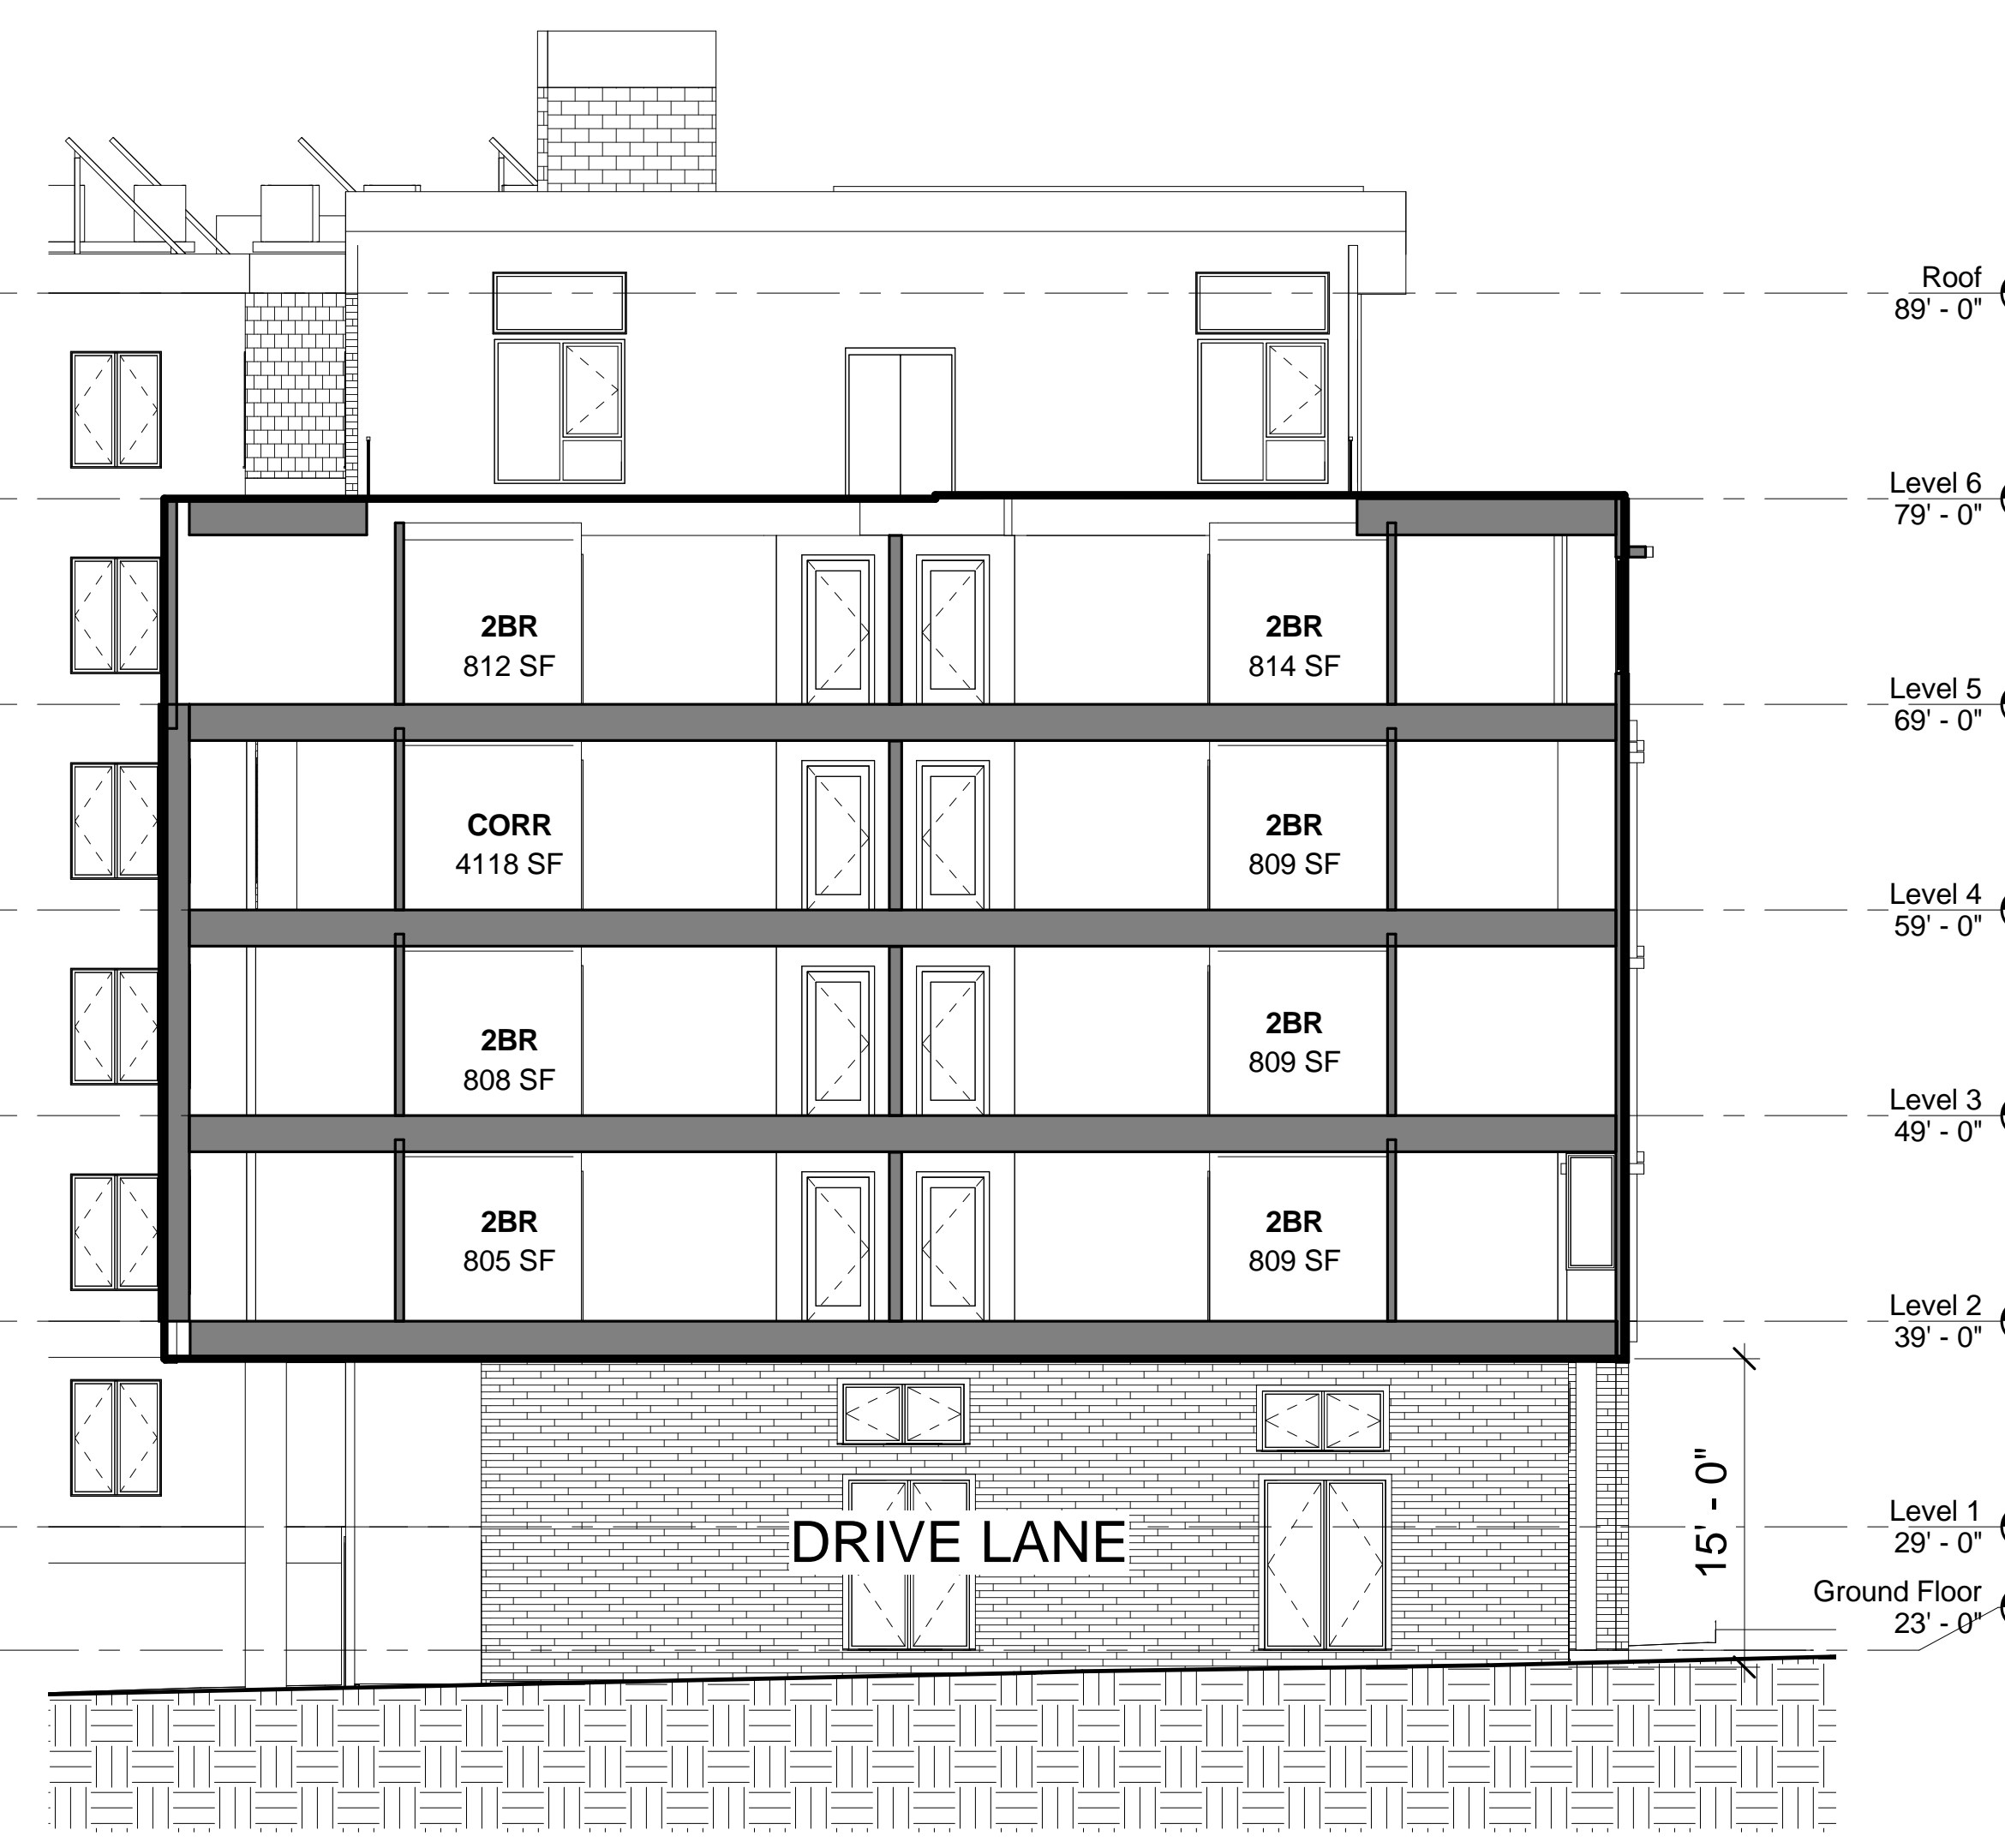 Roof
89' - 0"
Level 6
79' - 0"
2BR
812 SF
2BR
814 SF
Level 5
69' - 0"
CORR
4118 SF
2BR
809 SF
Level 4
59' - 0"
2BR
808 SF
2BR
809 SF
Level 3
49' - 0"
2BR
805 SF
2BR
809 SF
Level 2
39' - 0"
15' - 0"
DRIVE LANE
Level 1
29' - 0"
Ground Floor
23' - 0"